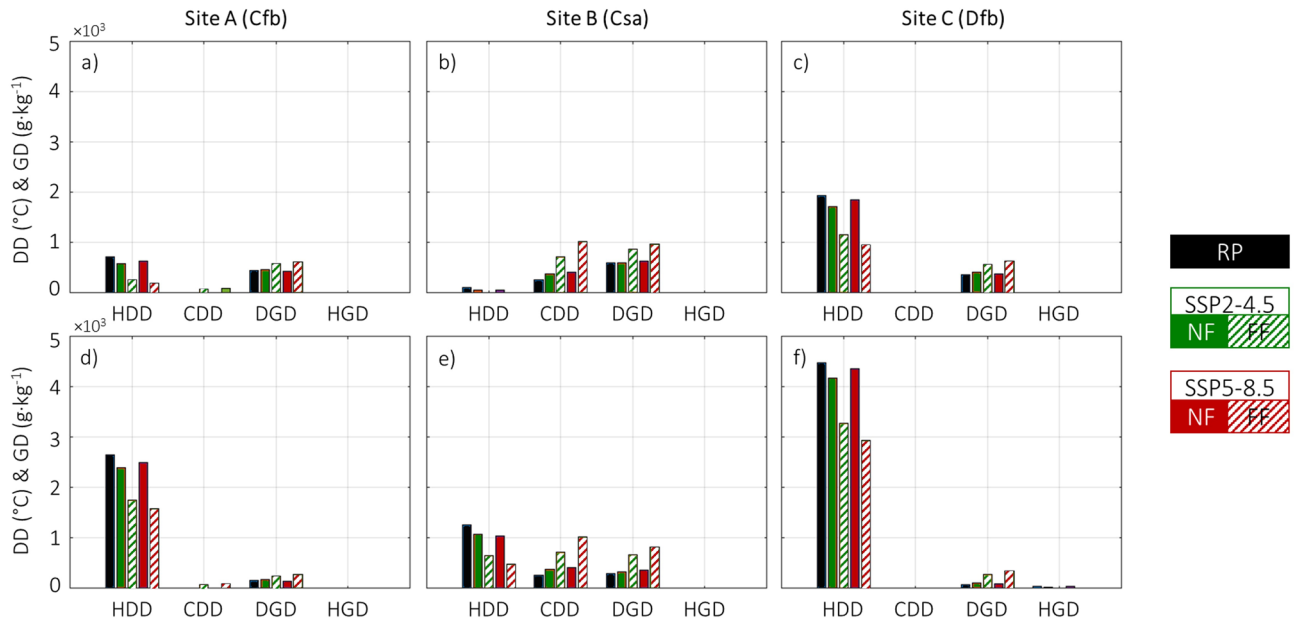 Site A (Cfb) Site B (Csa) Site C (Dfb)
×10³
DD (°C) & GD (g·kg⁻¹)
5
4
3
2
1
0
a) b) c)
HDD CDD DGD HGD HDD CDD DGD HGD HDD CDD DGD HGD
×10³
DD (°C) & GD (g·kg⁻¹)
5
4
3
2
1
0
d) e) f)
HDD CDD DGD HGD HDD CDD DGD HGD HDD CDD DGD HGD
RP
SSP2-4.5
NF FF
SSP5-8.5
NF FF